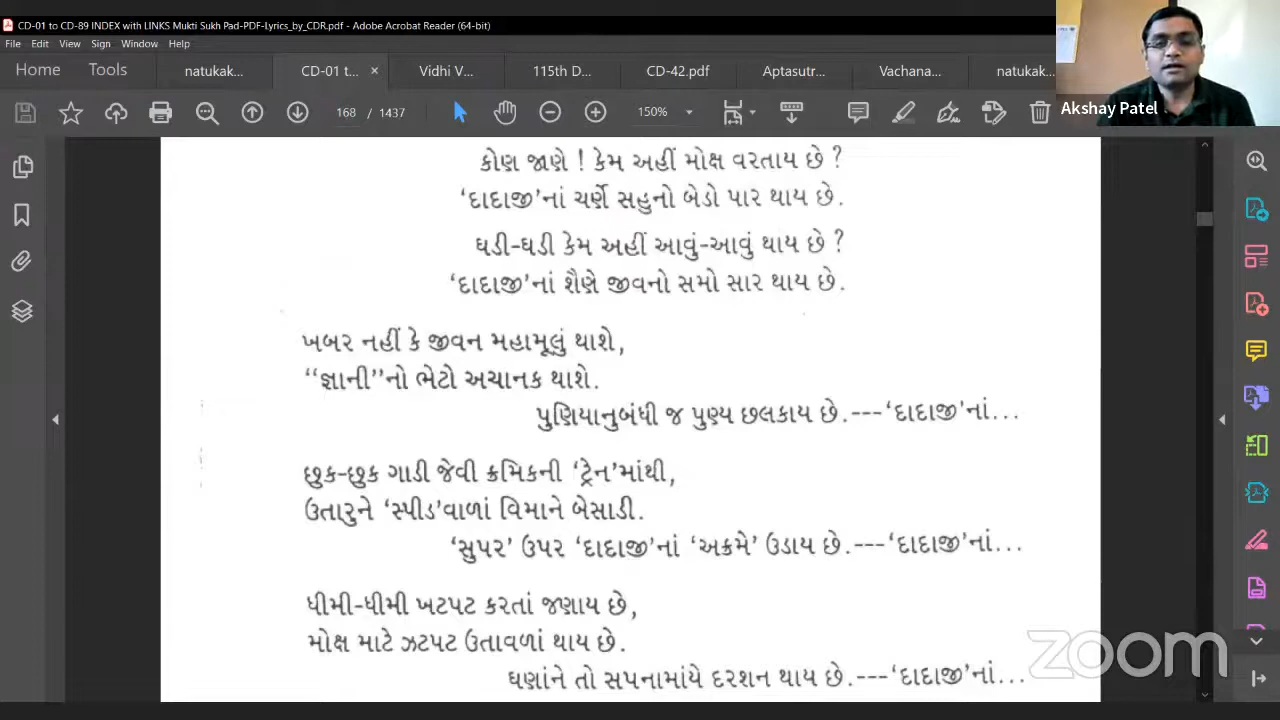 CD-01 to CD-89 INDEX with LINKS Mukti Sukh Pad-PDF-Lyrics_by_CDR.pdf - Adobe Acrobat Reader (64-bit)
File Edit View Sign Window Help
Home Tools natukak... CD-01 t... × Vidhi V... 115th D... CD-42.pdf Aptasutr... Vachana... natukak
168 / 1437 150%
Akshay Patel
કોણ જાણે ! કેમ અહીં મોક્ષ વરતાય છે ?
‘દાદાજી’નાં ચર્ણે સહુનો બેડો પાર થાય છે.
ઘડી-ઘડી કેમ અહીં આવું-આવું થાય છે ?
‘દાદાજી’નાં શૈણે જીવનો સમો સાર થાય છે.
ખબર નહીં કે જીવન મહામૂલું થાશે,
“જ્ઞાની”નો ભેટો અચાનક થાશે.
પુણિયાનુબંધી જ પુણ્ય છલકાય છે.---‘દાદાજી’નાં...
છુક-છુક ગાડી જેવી ક્રમિકની ‘ટ્રેન’માંથી,
ઉતારુને ‘સ્પીડ’વાળાં વિમાને બેસાડી.
‘સુપર’ ઉપર ‘દાદાજી’નાં ‘અક્રમે’ ઉડાય છે.---‘દાદાજી’નાં...
ધીમી-ધીમી ખટપટ કરતાં જણાય છે,
મોક્ષ માટે ઝટપટ ઉતાવળાં થાય છે.
ઘણાંને તો સપનામાંયે દરશન થાય છે.---‘દાદાજી’નાં...
zoom